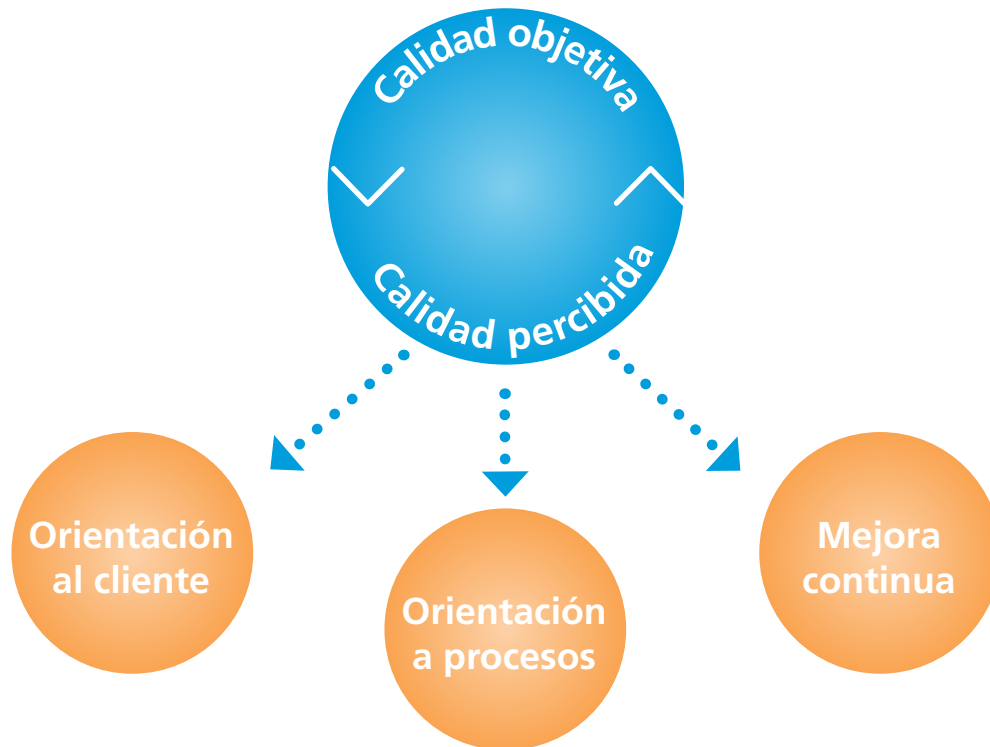 Calidad objetiva
Calidad percibida
Orientación
al cliente
Orientación
a procesos
Mejora
continua